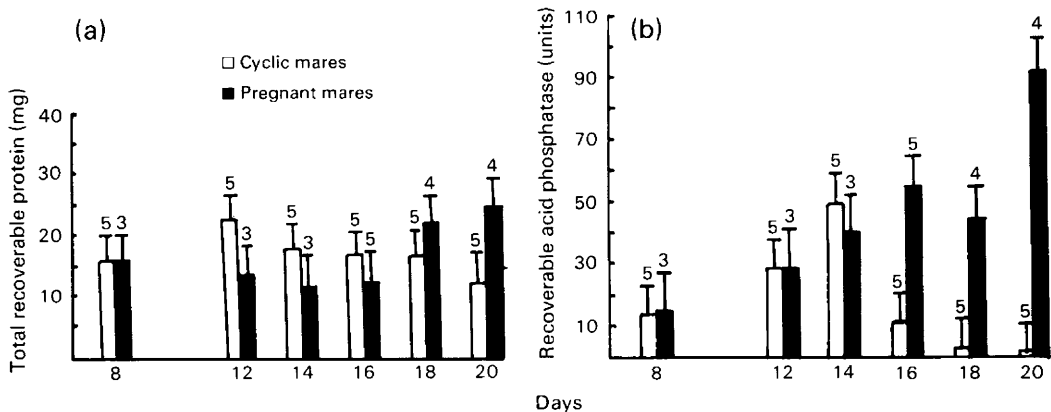 (a)
Cyclic mares
Pregnant mares
Total recoverable protein (mg)
40
30
20
10
5 3 5 3 5 3 5 5 5 4 5 4
8 12 14 16 18 20
(b)
Recoverable acid phosphatase (units)
110
90
70
50
30
10
5 3 5 3 5 3 5 5 5 4 5 4
8 12 14 16 18 20
Days